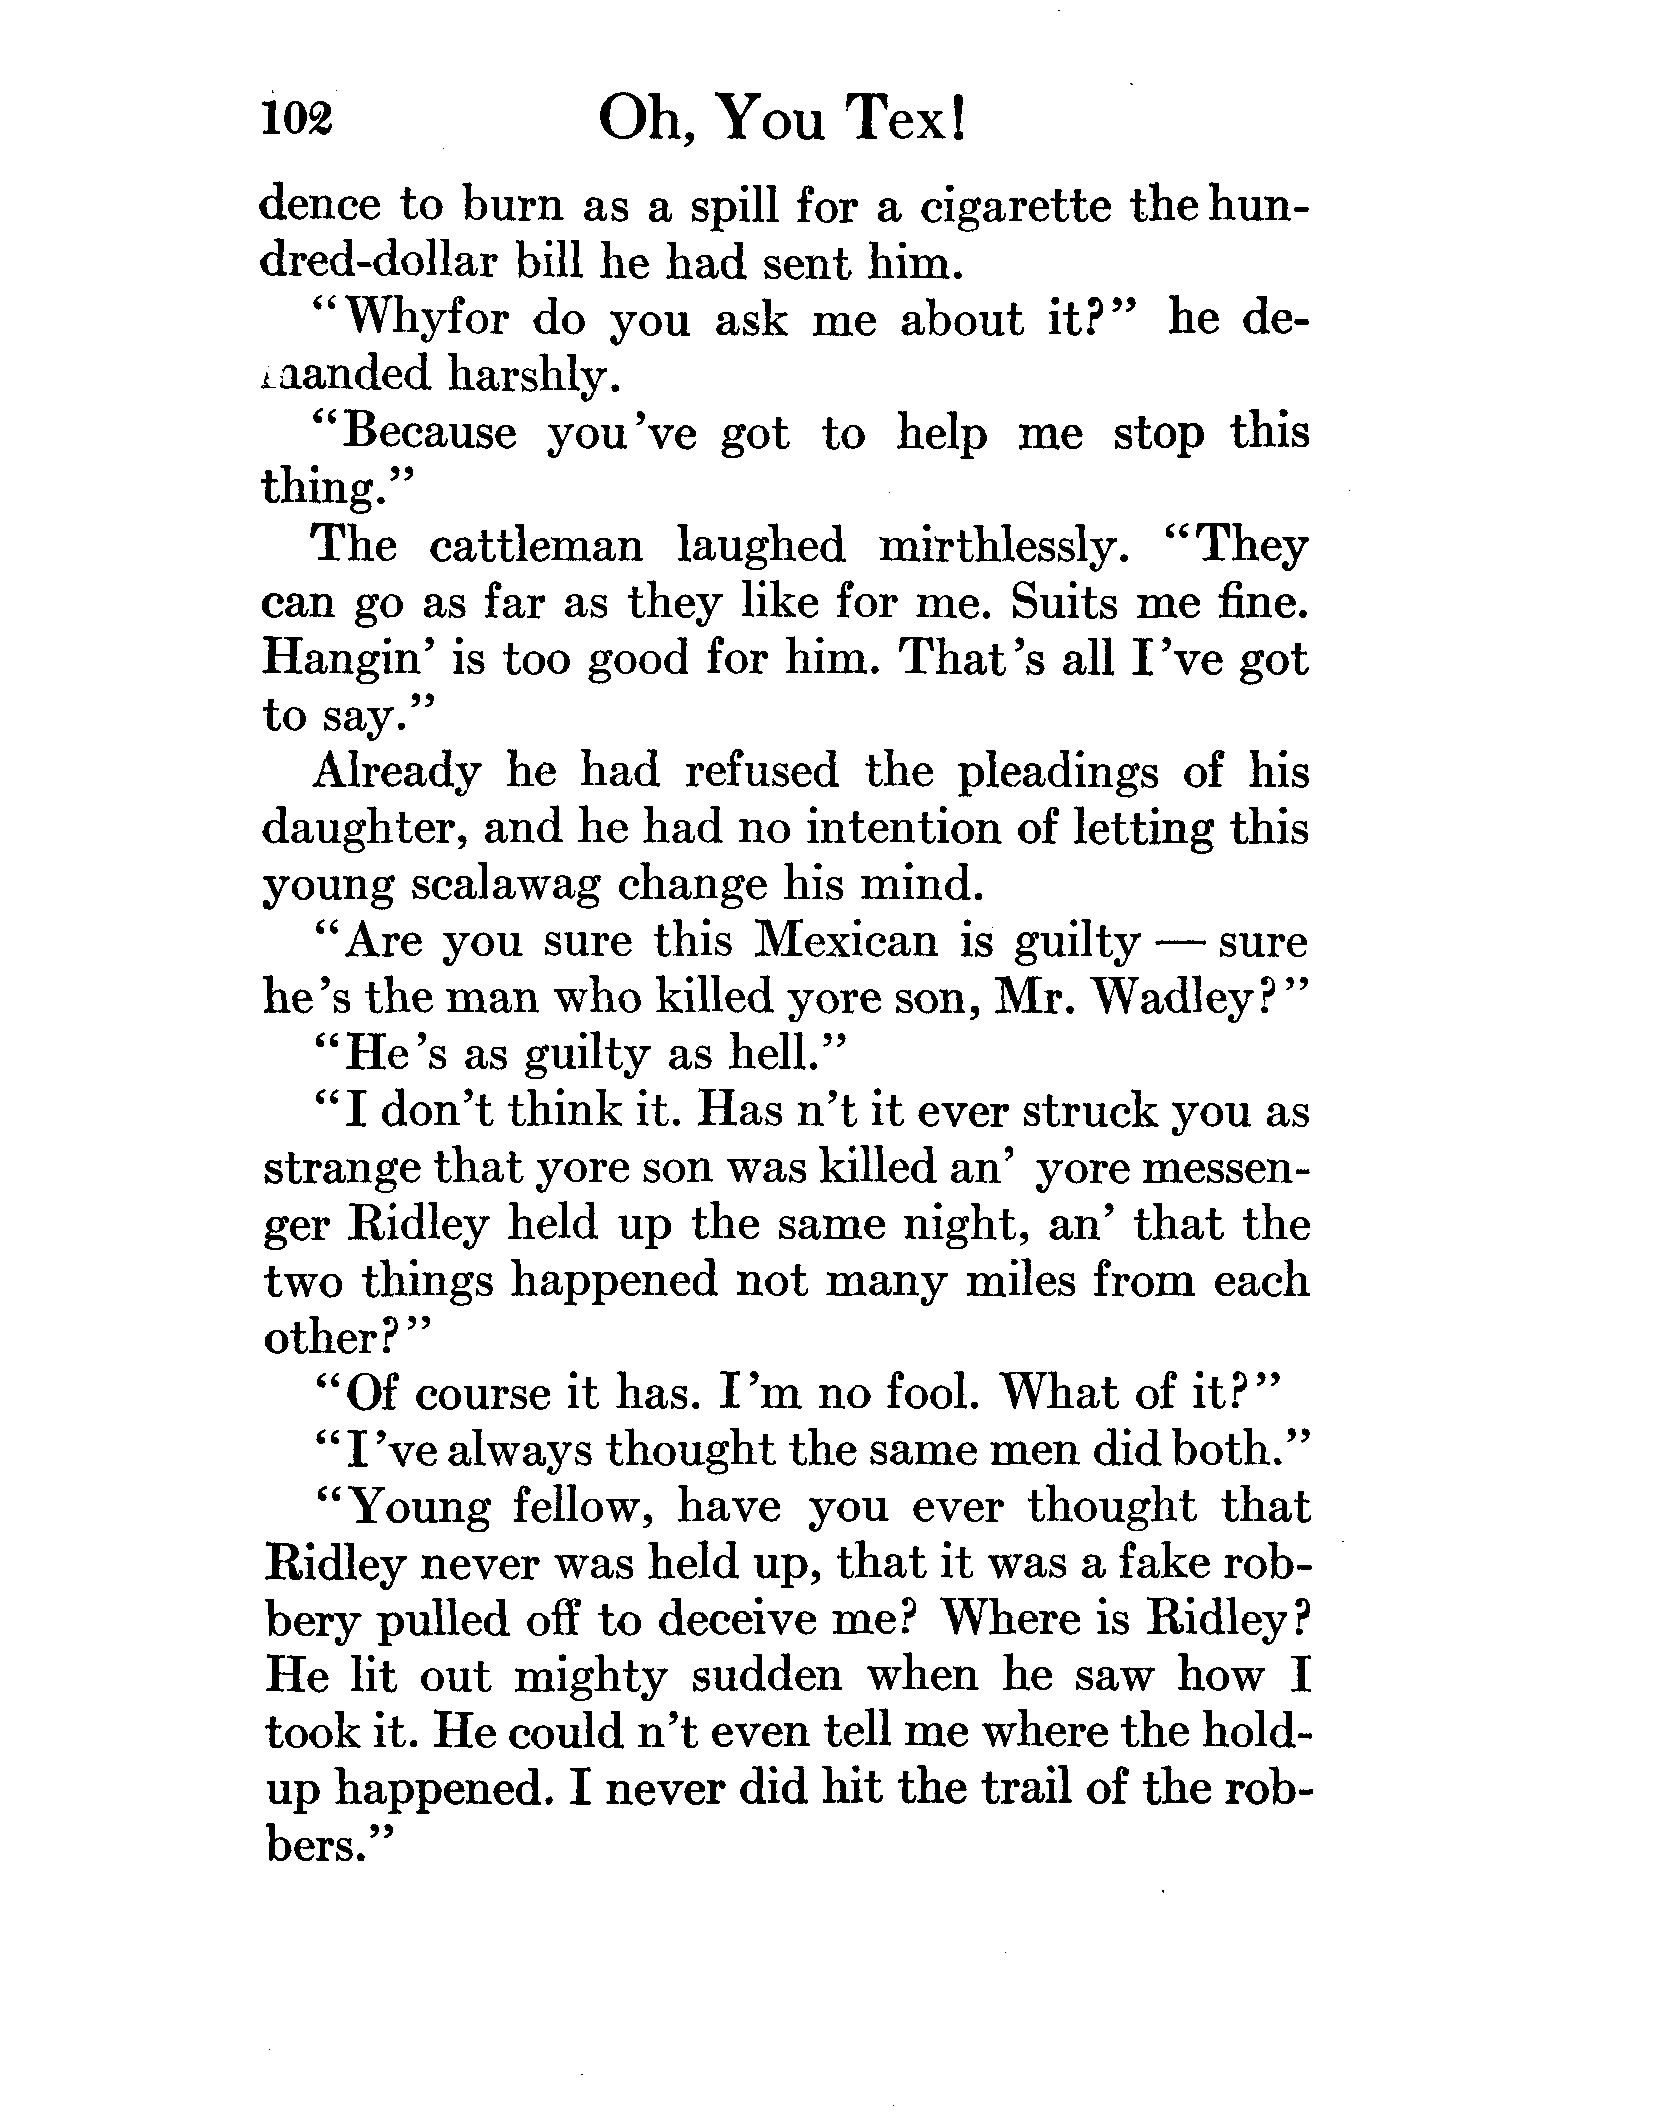 102 Oh, You Tex!
dence to burn as a spill for a cigarette the hun-
dred-dollar bill he had sent him.
"Whyfor do you ask me about it?" he de-
manded harshly.
"Because you've got to help me stop this
thing."
The cattleman laughed mirthlessly. "They
can go as far as they like for me. Suits me fine.
Hangin' is too good for him. That's all I've got
to say."
Already he had refused the pleadings of his
daughter, and he had no intention of letting this
young scalawag change his mind.
"Are you sure this Mexican is guilty — sure
he's the man who killed yore son, Mr. Wadley?"
"He's as guilty as hell."
"I don't think it. Has n't it ever struck you as
strange that yore son was killed an' yore messen-
ger Ridley held up the same night, an' that the
two things happened not many miles from each
other?"
"Of course it has. I'm no fool. What of it?"
"I've always thought the same men did both."
"Young fellow, have you ever thought that
Ridley never was held up, that it was a fake rob-
bery pulled off to deceive me? Where is Ridley?
He lit out mighty sudden when he saw how I
took it. He could n't even tell me where the hold-
up happened. I never did hit the trail of the rob-
bers."